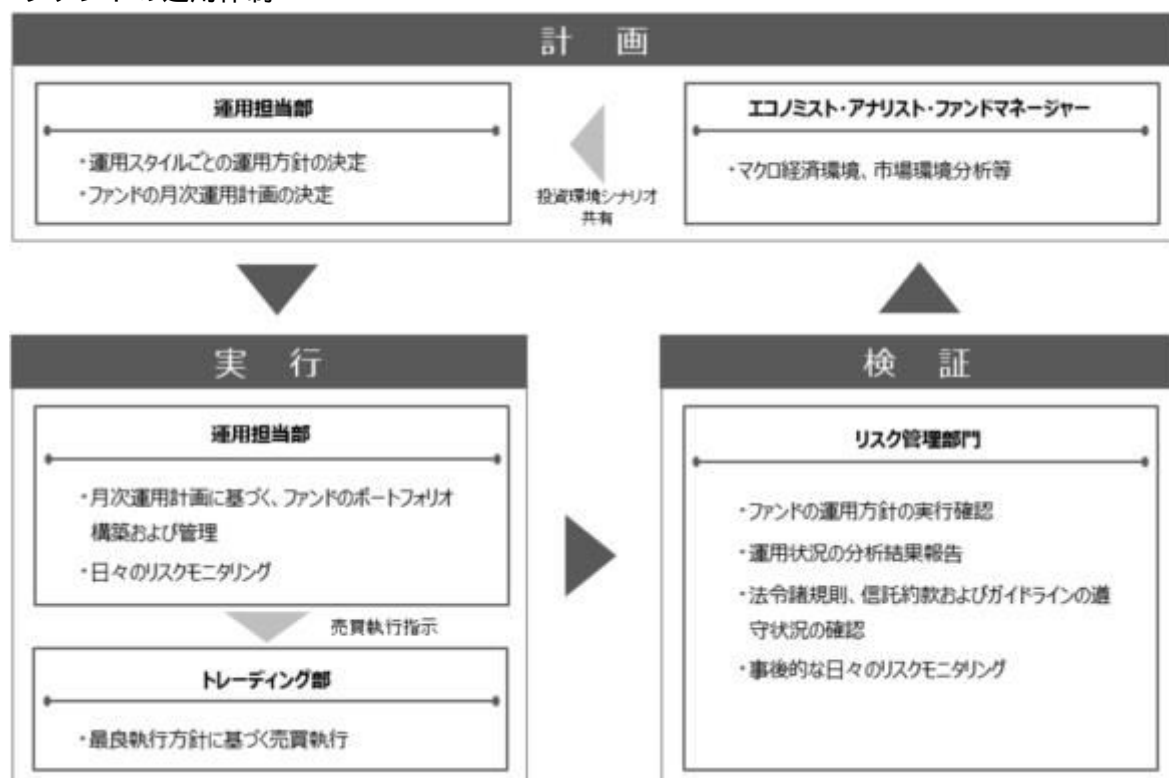 計 画
運用担当部
・運用スタイルごとの運用方針の決定
・ファンドの月次運用計画の決定
投資環境シナリオ
共有
エコノミスト・アナリスト・ファンドマネージャー
・マクロ経済環境、市場環境分析等
実 行
運用担当部
・月次運用計画に基づく、ファンドのポートフォリオ
構築および管理
・日々のリスクモニタリング
売買執行指示
トレーディング部
・最良執行方針に基づく売買執行
検 証
リスク管理部門
・ファンドの運用方針の実行確認
・運用状況の分析結果報告
・法令諸規則、信託約款およびガイドラインの遵
守状況の確認
・事後的な日々のリスクモニタリング